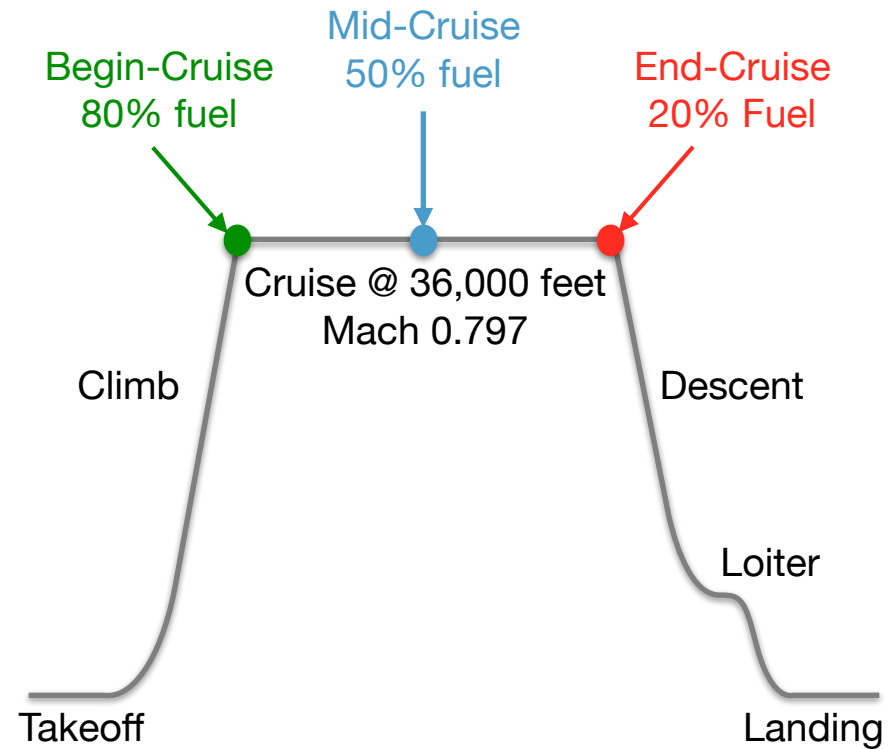 Mid-Cruise
50% fuel
Begin-Cruise
80% fuel
End-Cruise
20% Fuel
Cruise @ 36,000 feet
Mach 0.797
Climb
Descent
Loiter
Takeoff
Landing